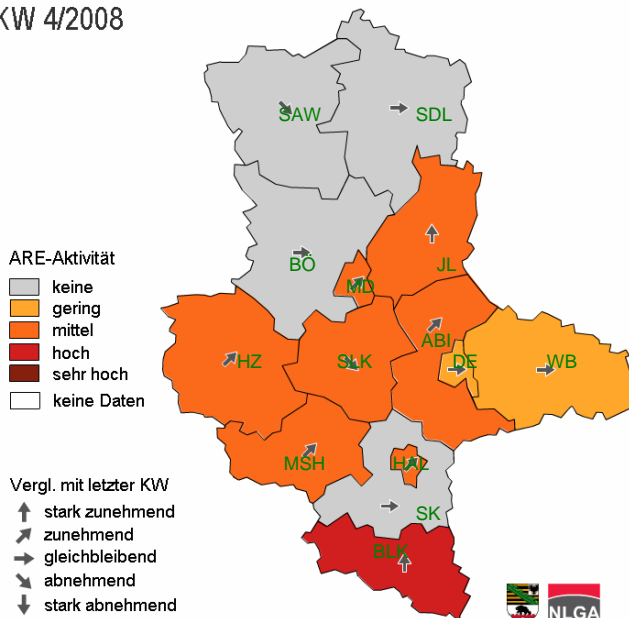 KW 4/2008
SAW
SDL
BÖ
JL
MD
ARE-Aktivität
keine
gering
mittel
hoch
sehr hoch
keine Daten
HZ
SLK
ABI
DE
WB
MSH
HAL
SK
BLK
Vergl. mit letzter KW
stark zunehmend
zunehmend
gleichbleibend
abnehmend
stark abnehmend
NLGA